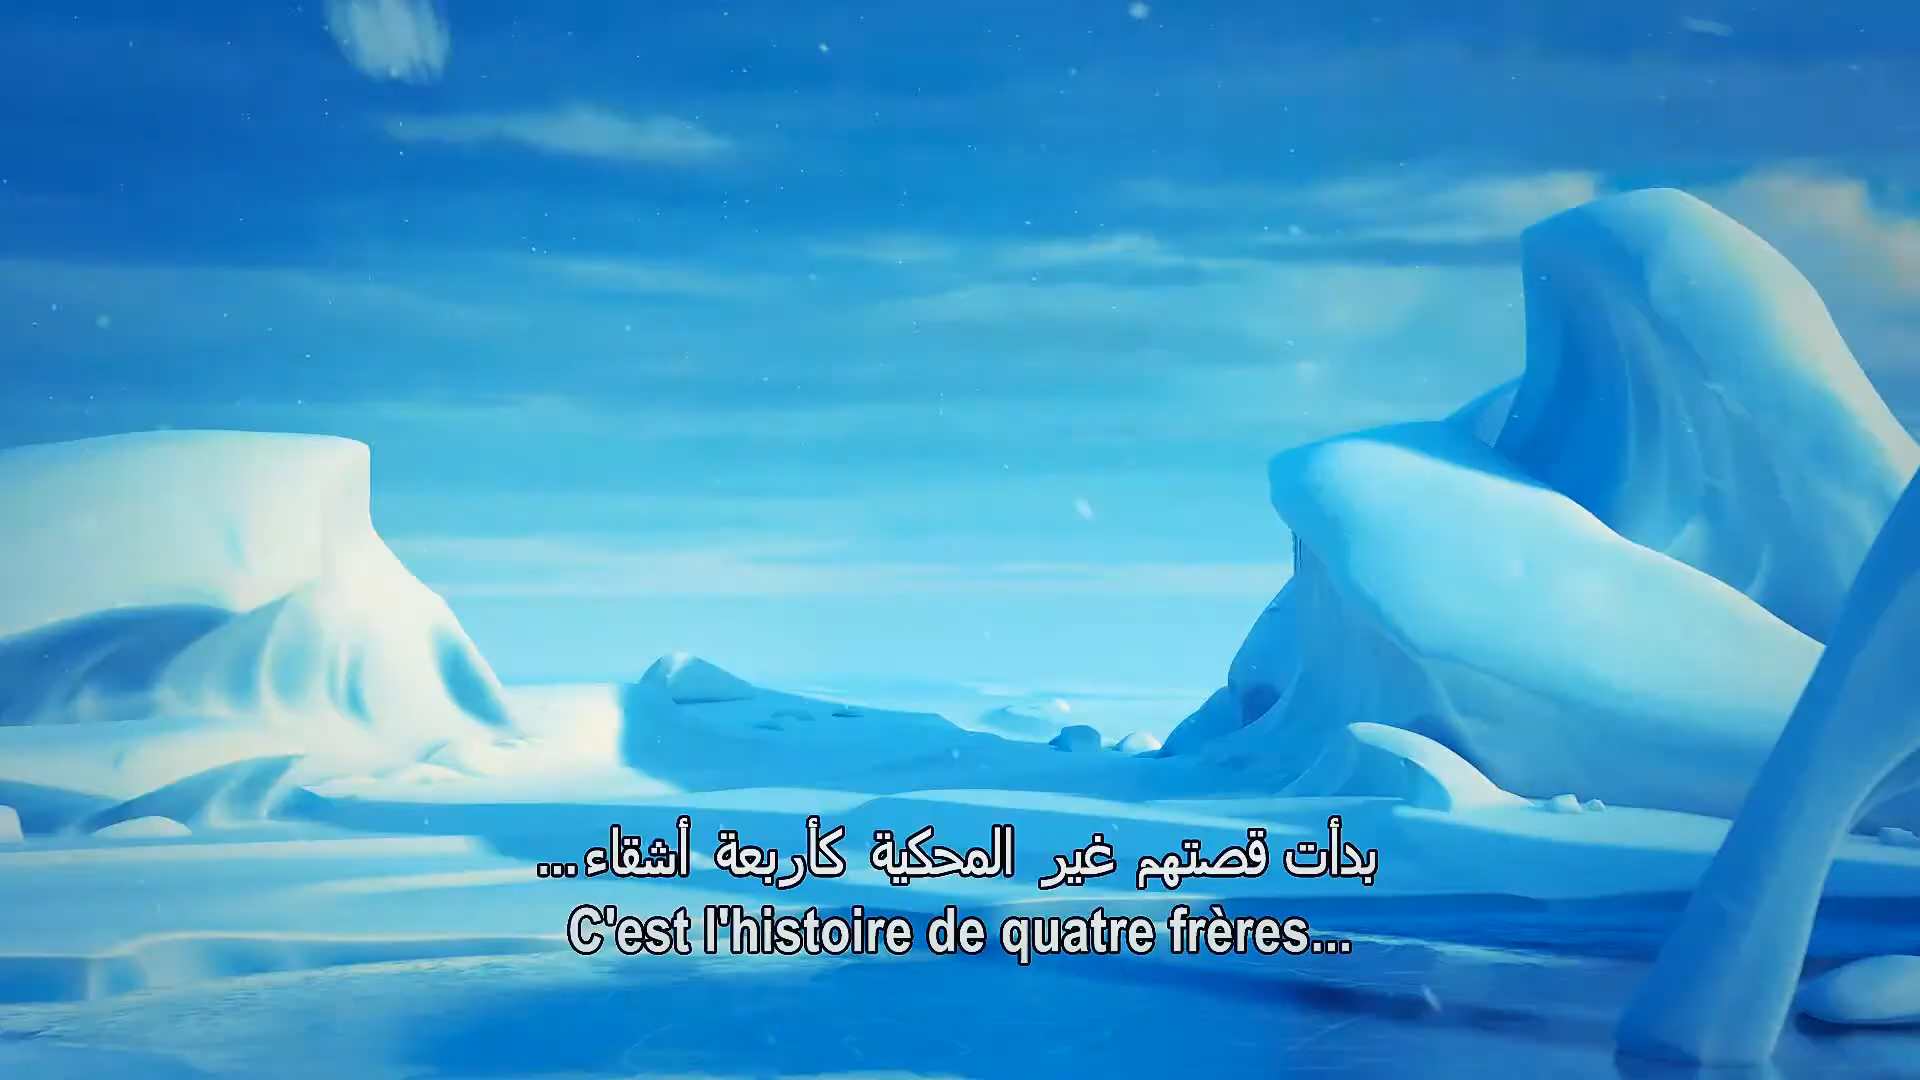 بدأت قصتهم غير المحكية كأربعة أشقاء...
C'est l'histoire de quatre frères...